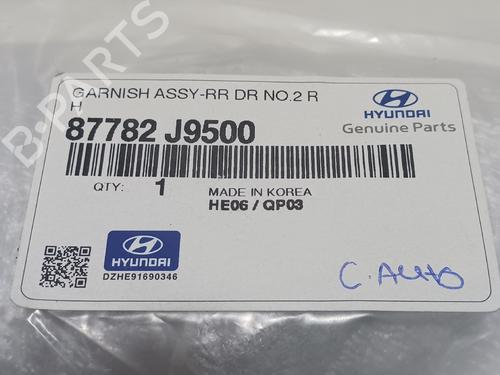 GARNISH ASSY-RR DR NO.2 R
H
HYUNDAI
Genuine Parts
87782 J9500
QTY: 1
MADE IN KOREA
HE06 / QP03
HYUNDAI
DZHE91690346
C. Auto
B-PARTS